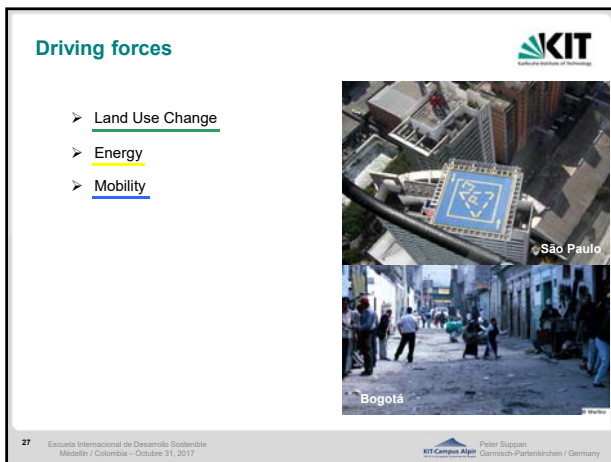 Driving forces
KIT
Karlsruhe Institute of Technology
Land Use Change
Energy
Mobility
São Paulo
Bogotá
27
Escuela Internacional de Desarrollo Sostenible
Médellin / Colombia – Octubre 31, 2017
KIT-Campus Alpin
Peter Suppan
Garmisch-Partenkirchen / Germany